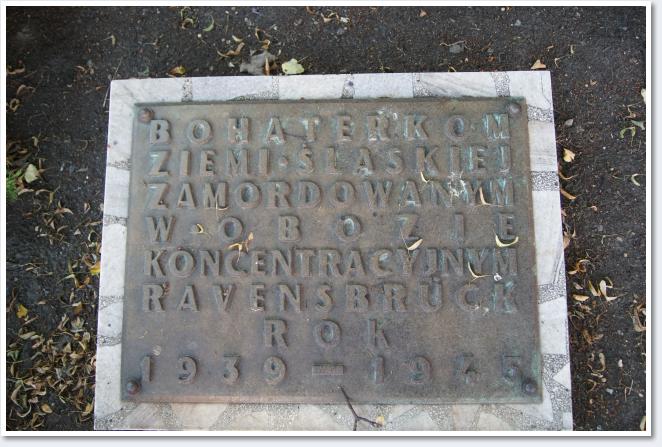 BOHATERKOM
ZIEMI·ŚLĄSKIEJ
ZAMORDOWANYM
W·OBOZIE
KONCENTRACYJNYM
RAVENSBRÜCK
ROK
1939-1945